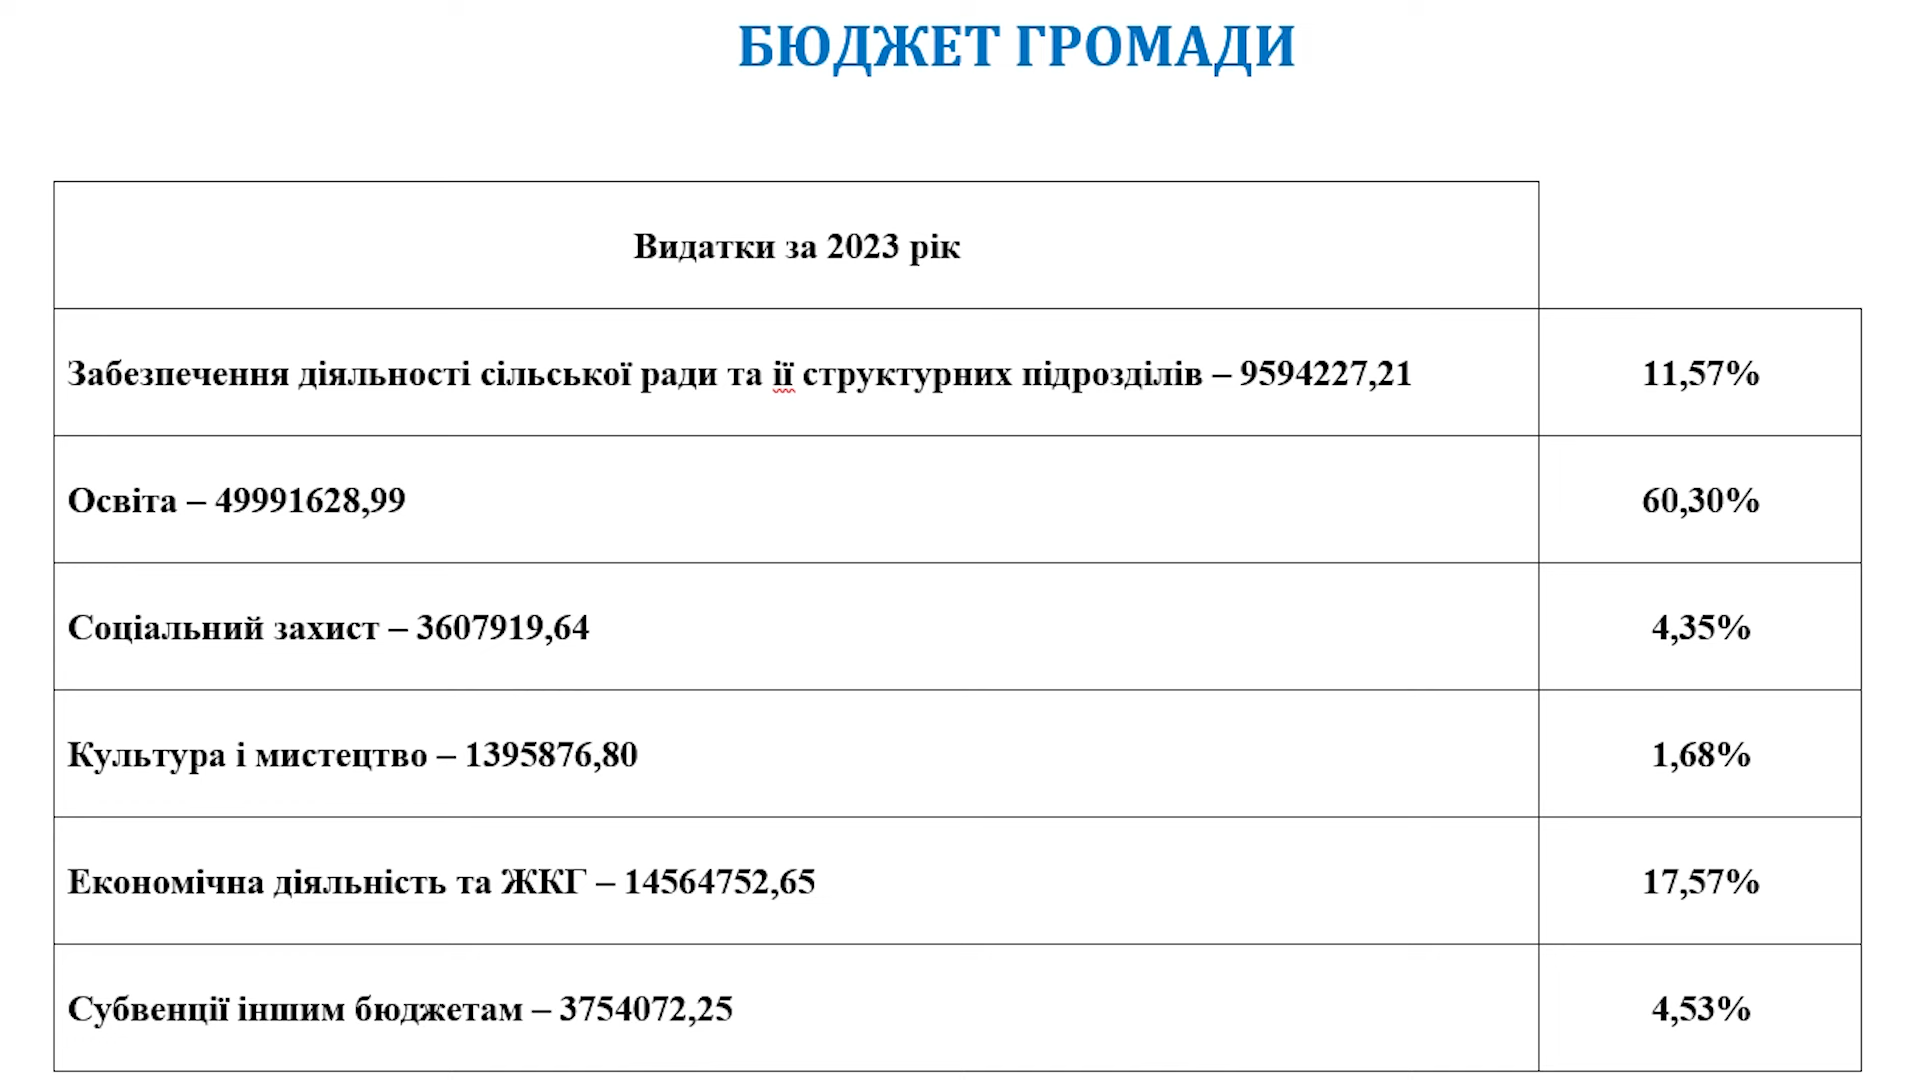 БЮДЖЕТ ГРОМАДИ
Видатки за 2023 рік
Забезпечення діяльності сільської ради та ії структурних підрозділів – 9594227,21 11,57%
Освіта – 49991628,99 60,30%
Соціальний захист – 3607919,64 4,35%
Культура і мистецтво – 1395876,80 1,68%
Економічна діяльність та ЖКГ – 14564752,65 17,57%
Субвенції іншим бюджетам – 3754072,25 4,53%